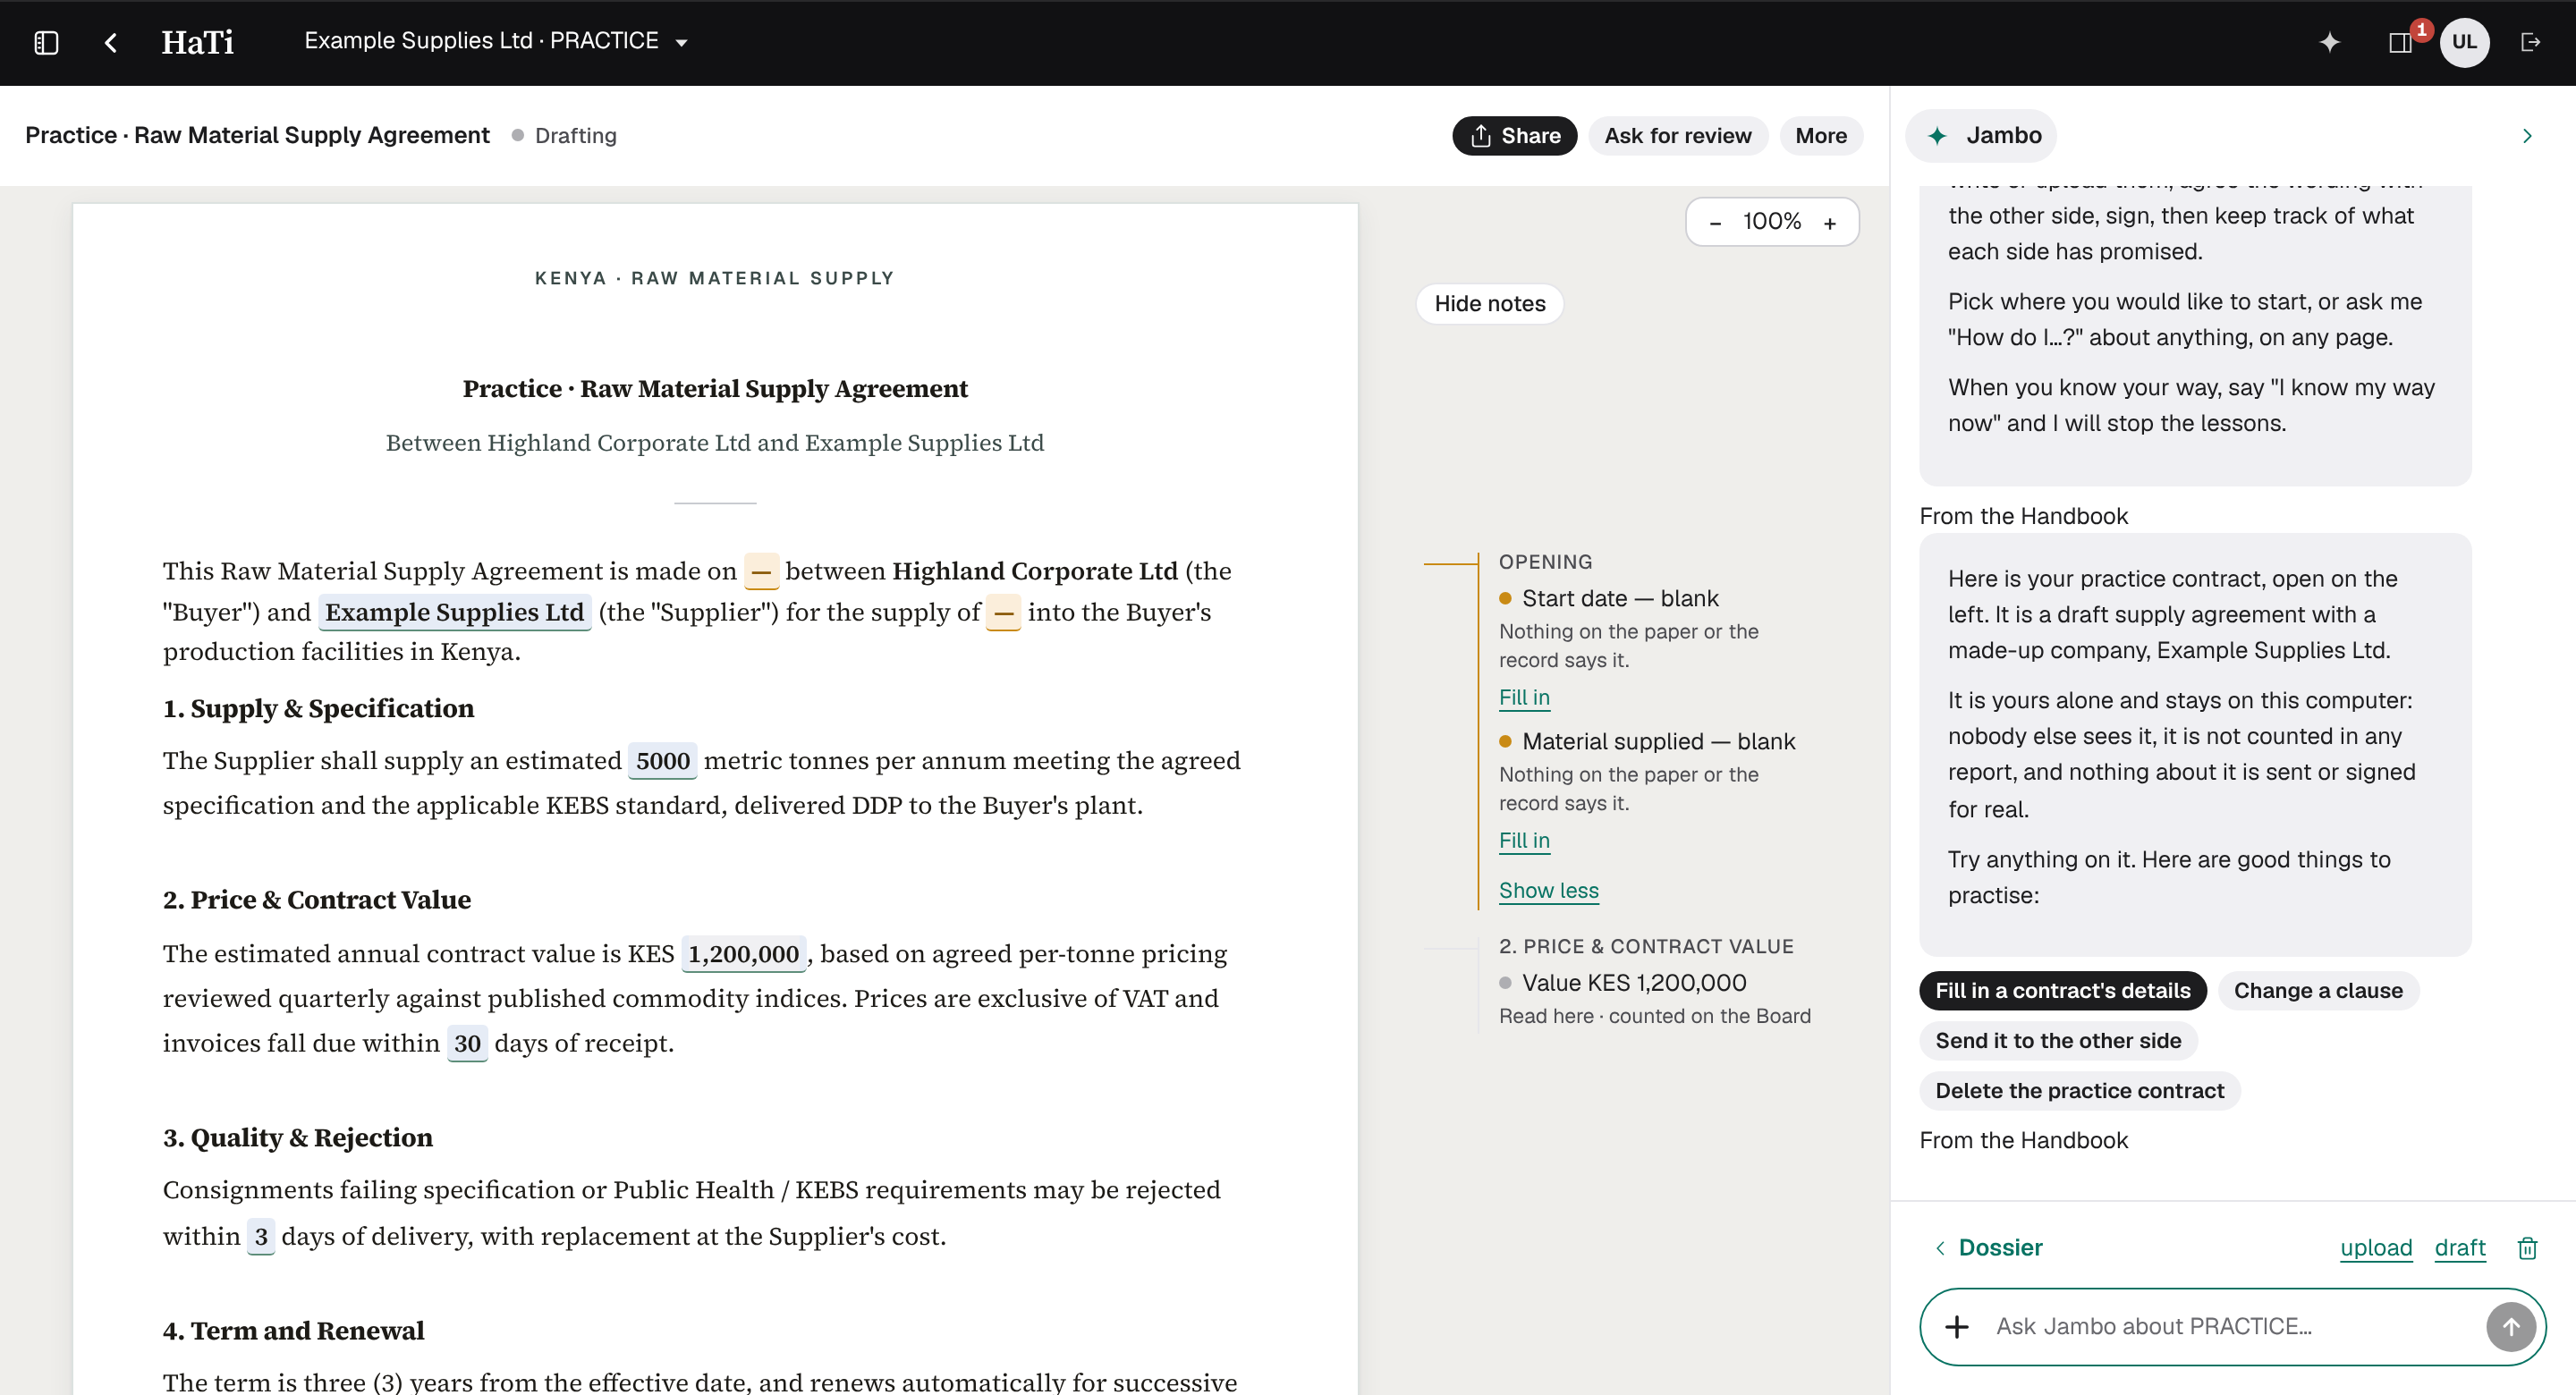 HaTi
Example Supplies Ltd · PRACTICE
1
UL
Practice · Raw Material Supply Agreement
Drafting
Share
Ask for review
More
– 100% +
Hide notes
KENYA · RAW MATERIAL SUPPLY
Practice · Raw Material Supply Agreement
Between Highland Corporate Ltd and Example Supplies Ltd
This Raw Material Supply Agreement is made on — between Highland Corporate Ltd (the
"Buyer") and Example Supplies Ltd (the "Supplier") for the supply of — into the Buyer's
production facilities in Kenya.
1. Supply & Specification
The Supplier shall supply an estimated 5000 metric tonnes per annum meeting the agreed
specification and the applicable KEBS standard, delivered DDP to the Buyer's plant.
2. Price & Contract Value
The estimated annual contract value is KES 1,200,000, based on agreed per-tonne pricing
reviewed quarterly against published commodity indices. Prices are exclusive of VAT and
invoices fall due within 30 days of receipt.
3. Quality & Rejection
Consignments failing specification or Public Health / KEBS requirements may be rejected
within 3 days of delivery, with replacement at the Supplier's cost.
4. Term and Renewal
The term is three (3) years from the effective date, and renews automatically for successive
OPENING
Start date — blank
Nothing on the paper or the
record says it.
Fill in
Material supplied — blank
Nothing on the paper or the
record says it.
Fill in
Show less
2. PRICE & CONTRACT VALUE
Value KES 1,200,000
Read here · counted on the Board
Jambo
write or upload them, agree the wording with
the other side, sign, then keep track of what
each side has promised.
Pick where you would like to start, or ask me
"How do I...?" about anything, on any page.
When you know your way, say "I know my way
now" and I will stop the lessons.
From the Handbook
Here is your practice contract, open on the
left. It is a draft supply agreement with a
made-up company, Example Supplies Ltd.
It is yours alone and stays on this computer:
nobody else sees it, it is not counted in any
report, and nothing about it is sent or signed
for real.
Try anything on it. Here are good things to
practise:
Fill in a contract's details
Change a clause
Send it to the other side
Delete the practice contract
From the Handbook
Dossier
upload
draft
Ask Jambo about PRACTICE...